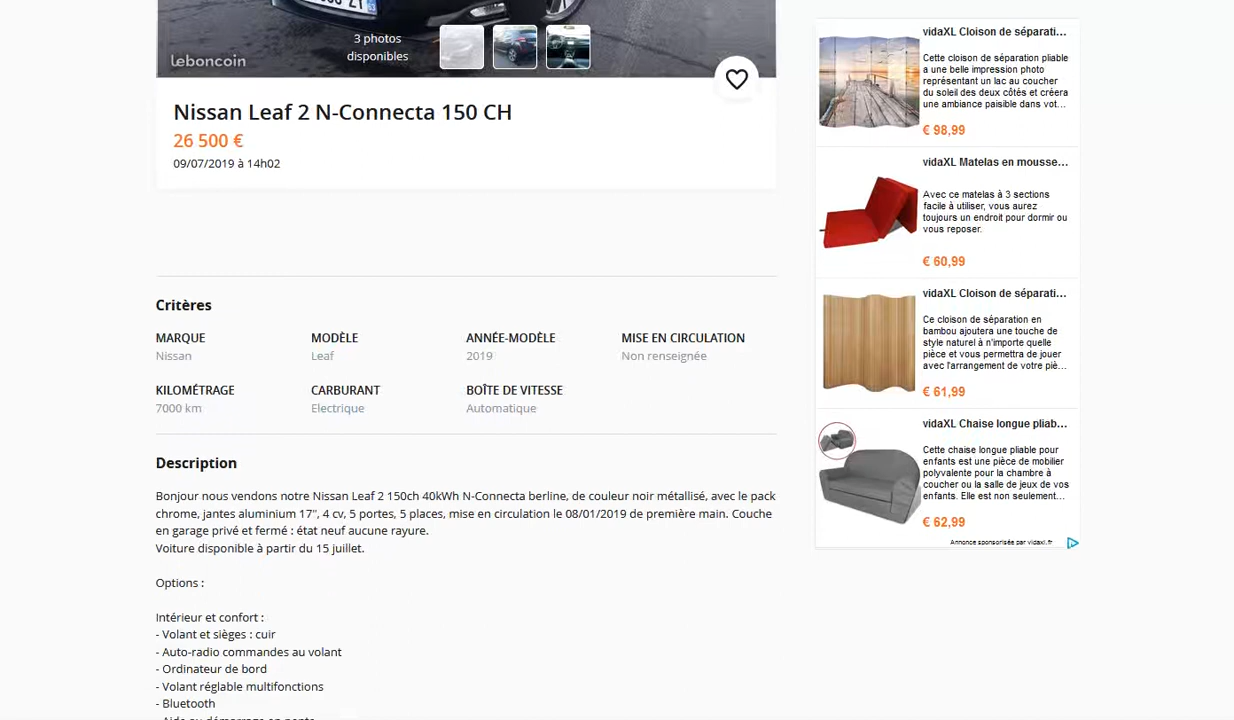 3 photos
disponibles
leboncoin
Nissan Leaf 2 N-Connecta 150 CH
26 500 €
09/07/2019 à 14h02
Critères
MARQUE
Nissan
MODÈLE
Leaf
ANNÉE-MODÈLE
2019
MISE EN CIRCULATION
Non renseignée
KILOMÉTRAGE
7000 km
CARBURANT
Electrique
BOÎTE DE VITESSE
Automatique
Description
Bonjour nous vendons notre Nissan Leaf 2 150ch 40kWh N-Connecta berline, de couleur noir métallisé, avec le pack
chrome, jantes aluminium 17", 4 cv, 5 portes, 5 places, mise en circulation le 08/01/2019 de première main. Couche
en garage privé et fermé : état neuf aucune rayure.
Voiture disponible à partir du 15 juillet.
Options :
Intérieur et confort :
- Volant et sièges : cuir
- Auto-radio commandes au volant
- Ordinateur de bord
- Volant réglable multifonctions
- Bluetooth
vidaXL Cloison de séparati...
Cette cloison de séparation pliable
a une belle impression photo
représentant un lac au coucher
du soleil des deux côtés et créera
une ambiance paisible dans vot...
€ 98,99
vidaXL Matelas en mousse...
Avec ce matelas à 3 sections
facile à utiliser, vous aurez
toujours un endroit pour dormir ou
vous reposer.
€ 60,99
vidaXL Cloison de séparati...
Ce cloison de séparation en
bambou ajoutera une touche de
style naturel à n'importe quelle
pièce et vous permettra de jouer
avec l'arrangement de votre piè...
€ 61,99
vidaXL Chaise longue pliab...
Cette chaise longue pliable pour
enfants est une pièce de mobilier
polyvalente pour la chambre à
coucher ou la salle de jeux de vos
enfants. Elle est non seulement...
€ 62,99
Annonce sponsorisée par vidaxl.fr